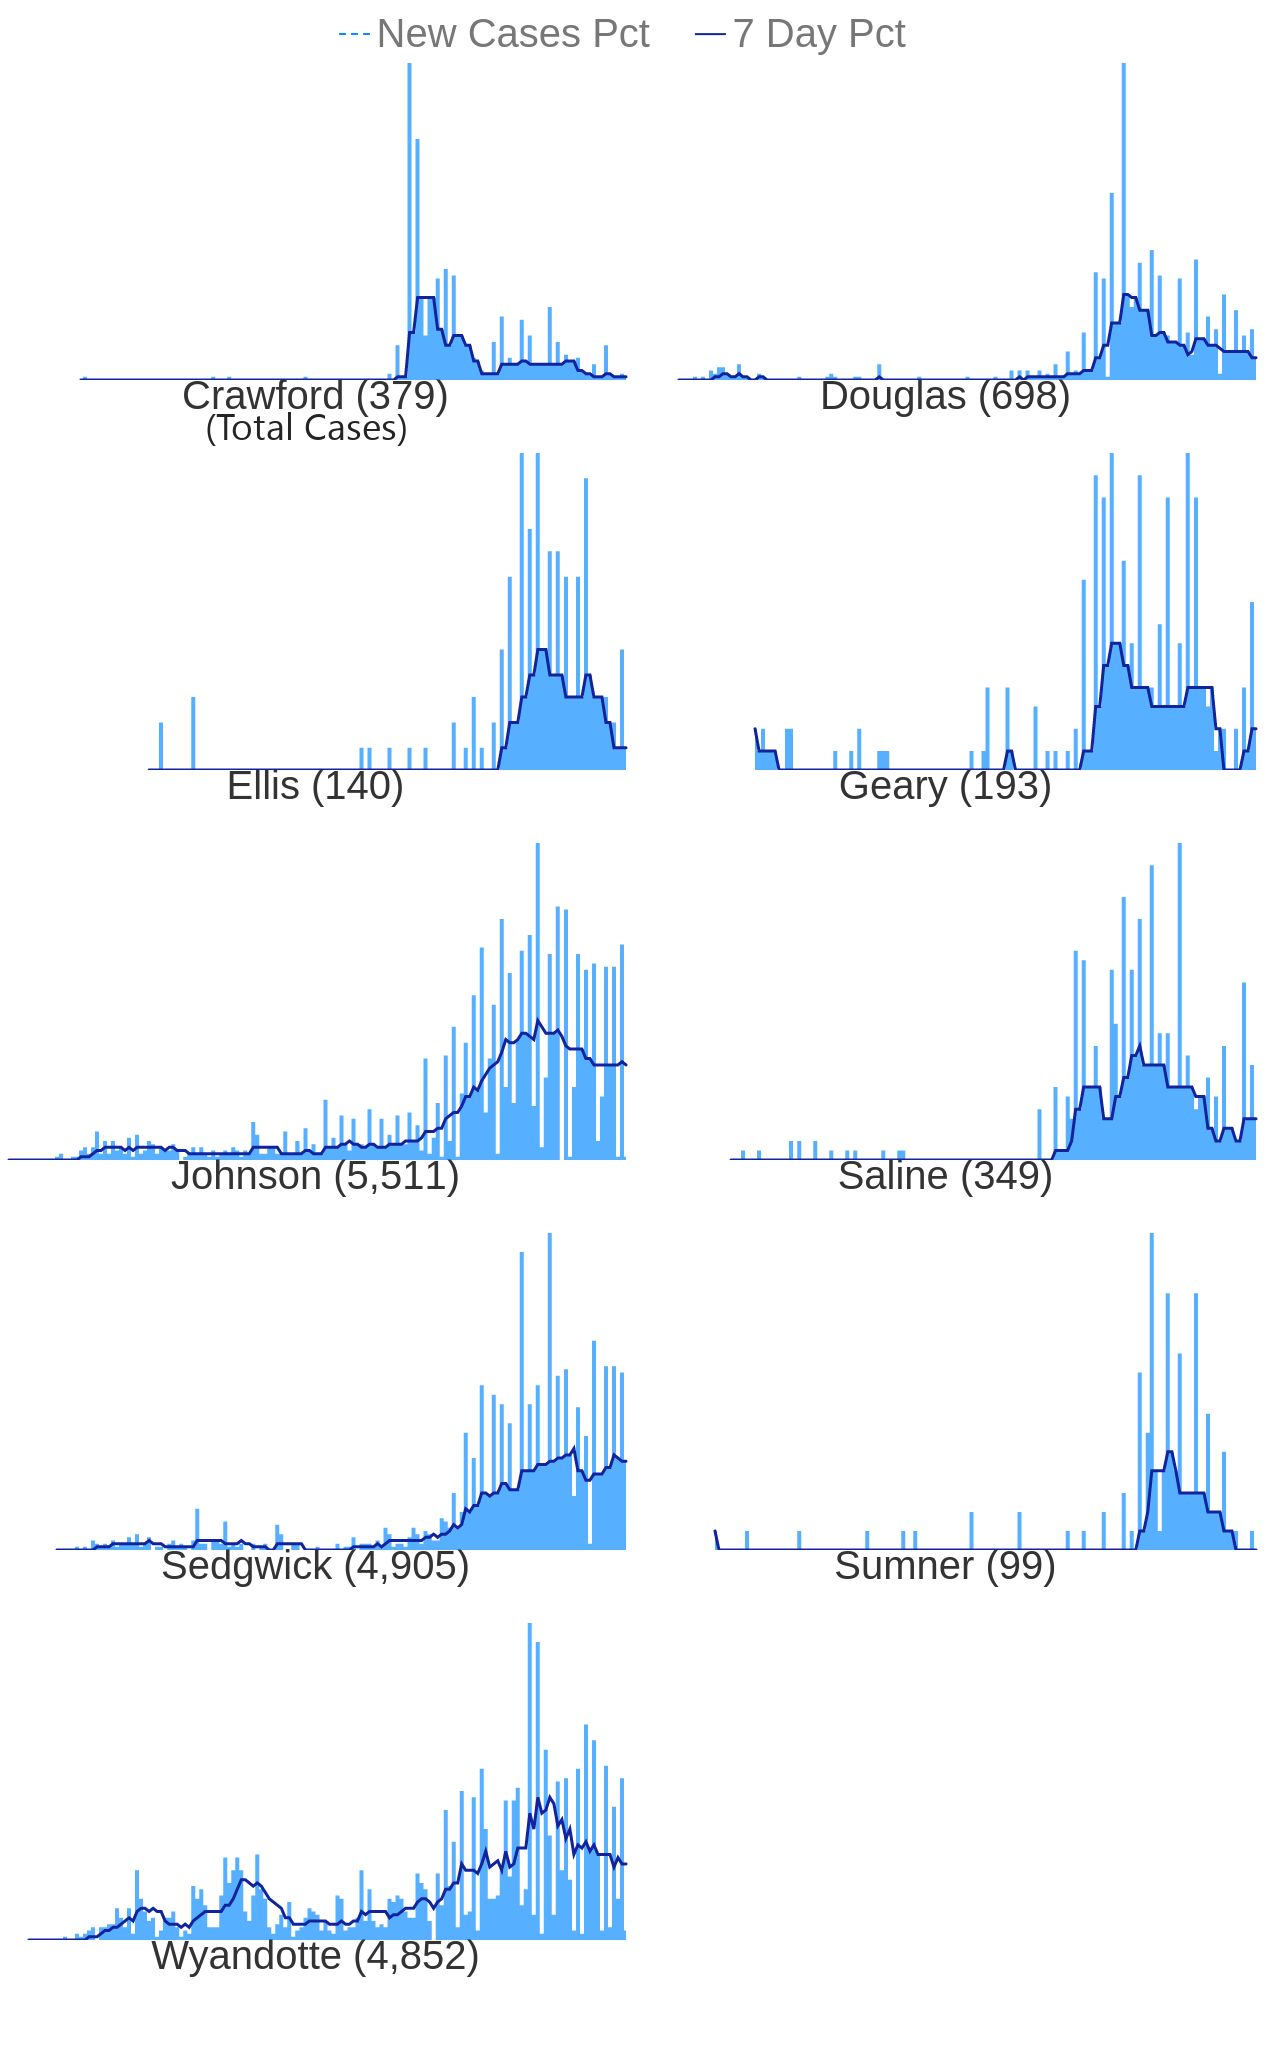 New Cases Pct 7 Day Pct
Crawford (379) Douglas (698)
(Total Cases)
Ellis (140) Geary (193)
Johnson (5,511) Saline (349)
Sedgwick (4,905) Sumner (99)
Wyandotte (4,852)